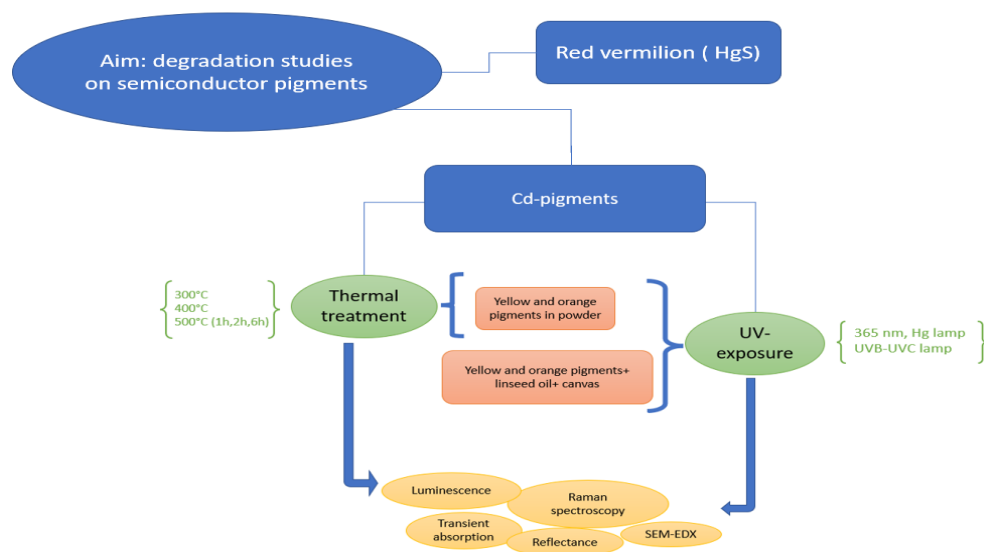 Aim: degradation studies
on semiconductor pigments
Red vermilion ( HgS)
Cd-pigments
300°C
400°C
500°C (1h,2h,6h)
Thermal
treatment
Yellow and orange
pigments in powder
Yellow and orange pigments+
linseed oil+ canvas
UV-
exposure
365 nm, Hg lamp
UVB-UVC lamp
Luminescence
Raman
spectroscopy
Transient
absorption
Reflectance
SEM-EDX